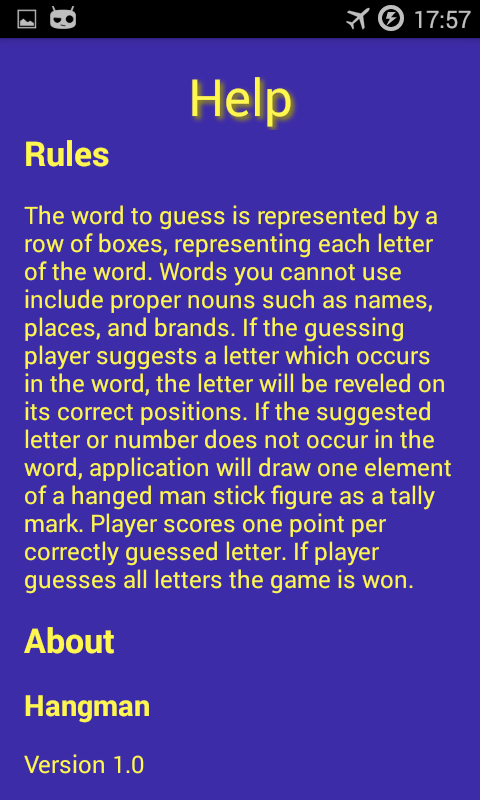 17:57
Help
Rules
The word to guess is represented by a
row of boxes, representing each letter
of the word. Words you cannot use
include proper nouns such as names,
places, and brands. If the guessing
player suggests a letter which occurs
in the word, the letter will be reveled on
its correct positions. If the suggested
letter or number does not occur in the
word, application will draw one element
of a hanged man stick figure as a tally
mark. Player scores one point per
correctly guessed letter. If player
guesses all letters the game is won.
About
Hangman
Version 1.0